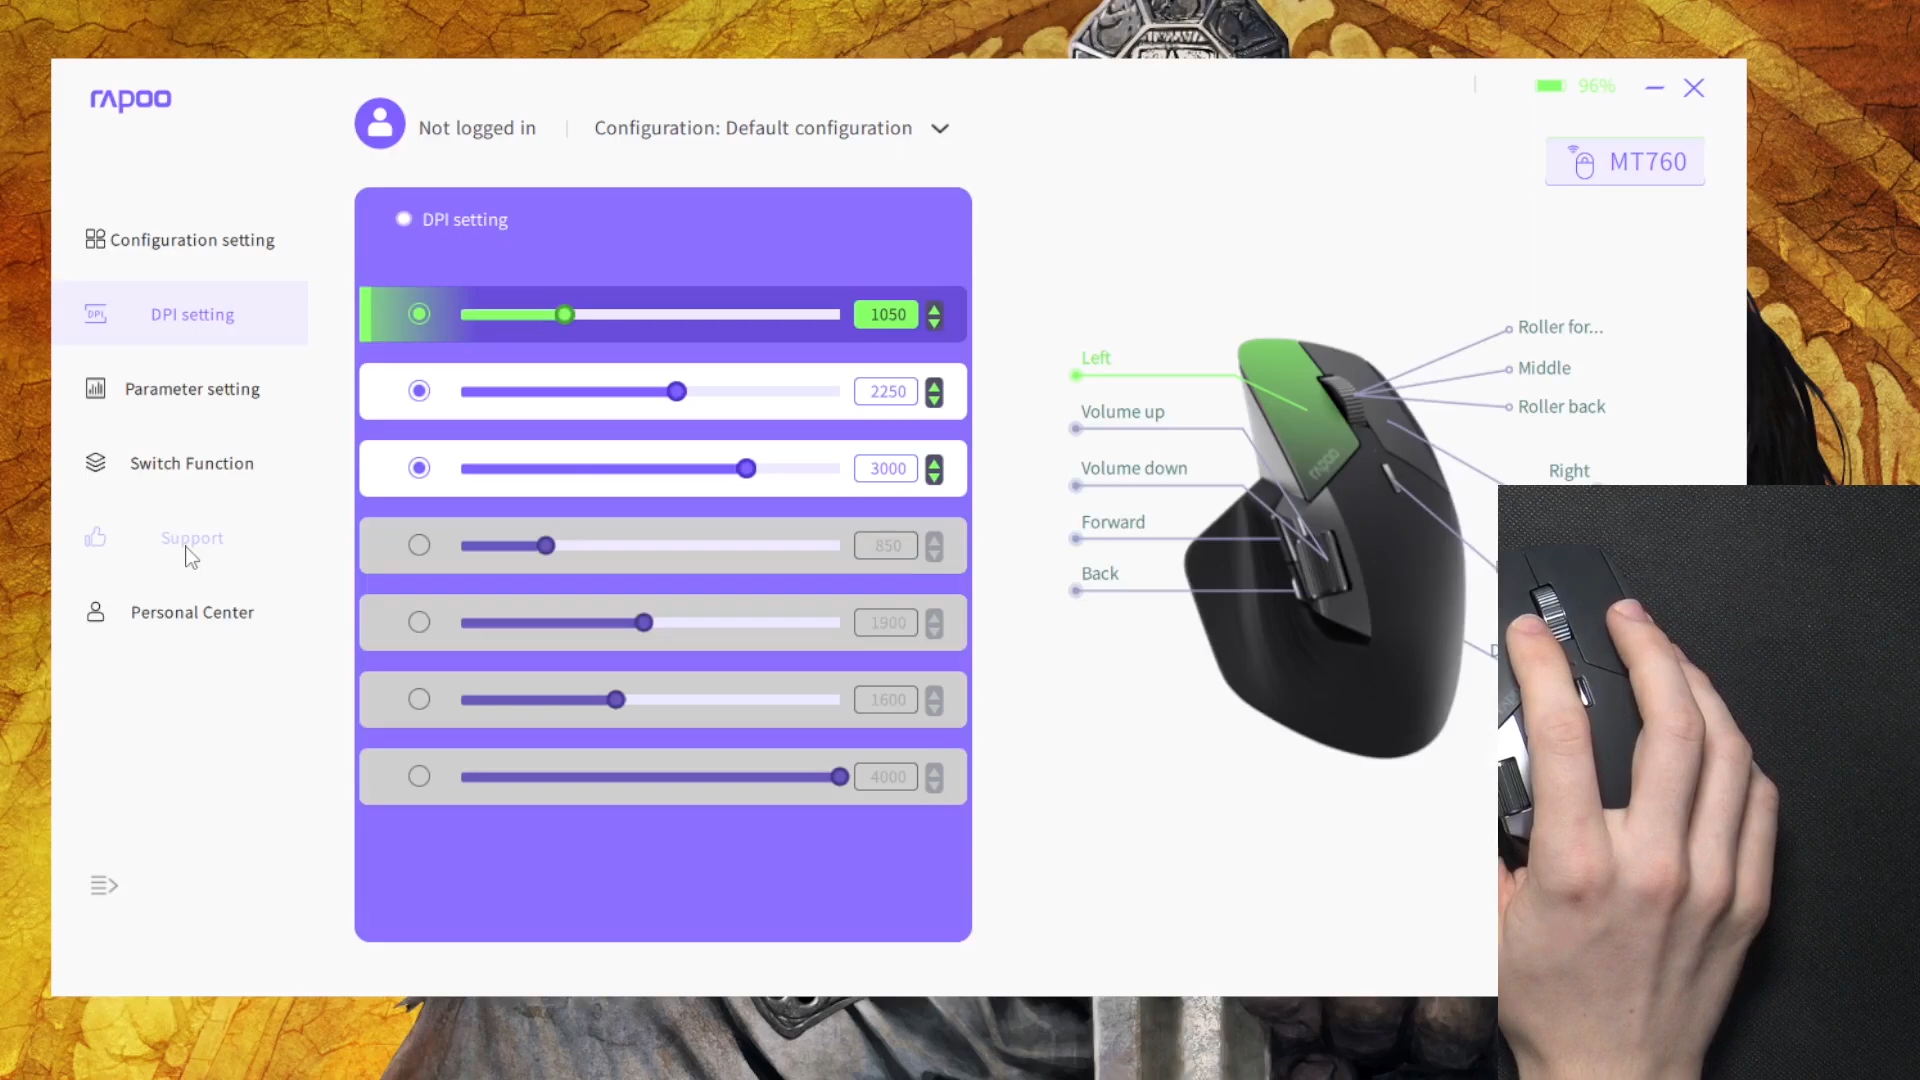 rapoo
Not logged in
Configuration: Default configuration
96%
MT760
Configuration setting
DPI setting
Parameter setting
Switch Function
Support
Personal Center
DPI setting
1050
2250
3000
850
1900
1600
4000
Left
Volume up
Volume down
Forward
Back
Roller for...
Middle
Roller back
Right
rapoo
DPI